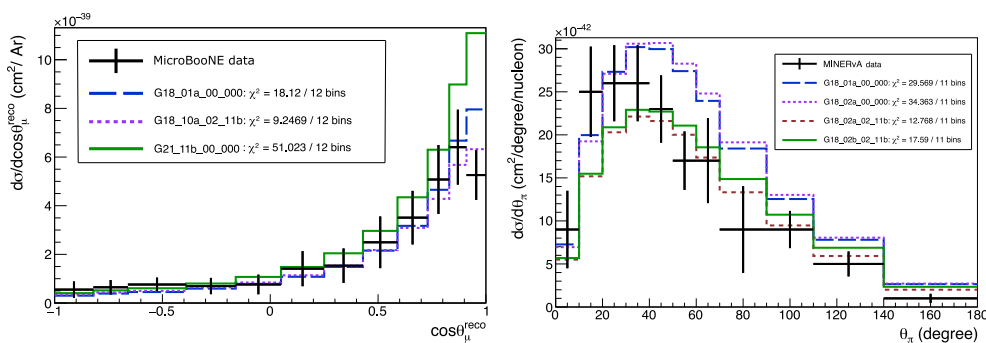 ×10⁻³⁹
dσ/dcosθ_μ^reco (cm²/ Ar)
10
8
6
4
2
0
MicroBooNE data
G18_01a_00_000: χ² = 18.12 / 12 bins
G18_10a_02_11b: χ² = 9.2469 / 12 bins
G21_11b_00_000: χ² = 51.023 / 12 bins
−1 −0.5 0 0.5 1
cosθ_μ^reco
×10⁻⁴²
dσ/dθ_π (cm²/degree/nucleon)
30
25
20
15
10
5
0
MINERvA data
G18_01a_00_000: χ² = 29.569 / 11 bins
G18_02a_00_000: χ² = 34.363 / 11 bins
G18_02a_02_11b: χ² = 12.768 / 11 bins
G18_02b_02_11b: χ² = 17.59 / 11 bins
0 20 40 60 80 100 120 140 160 180
θ_π (degree)